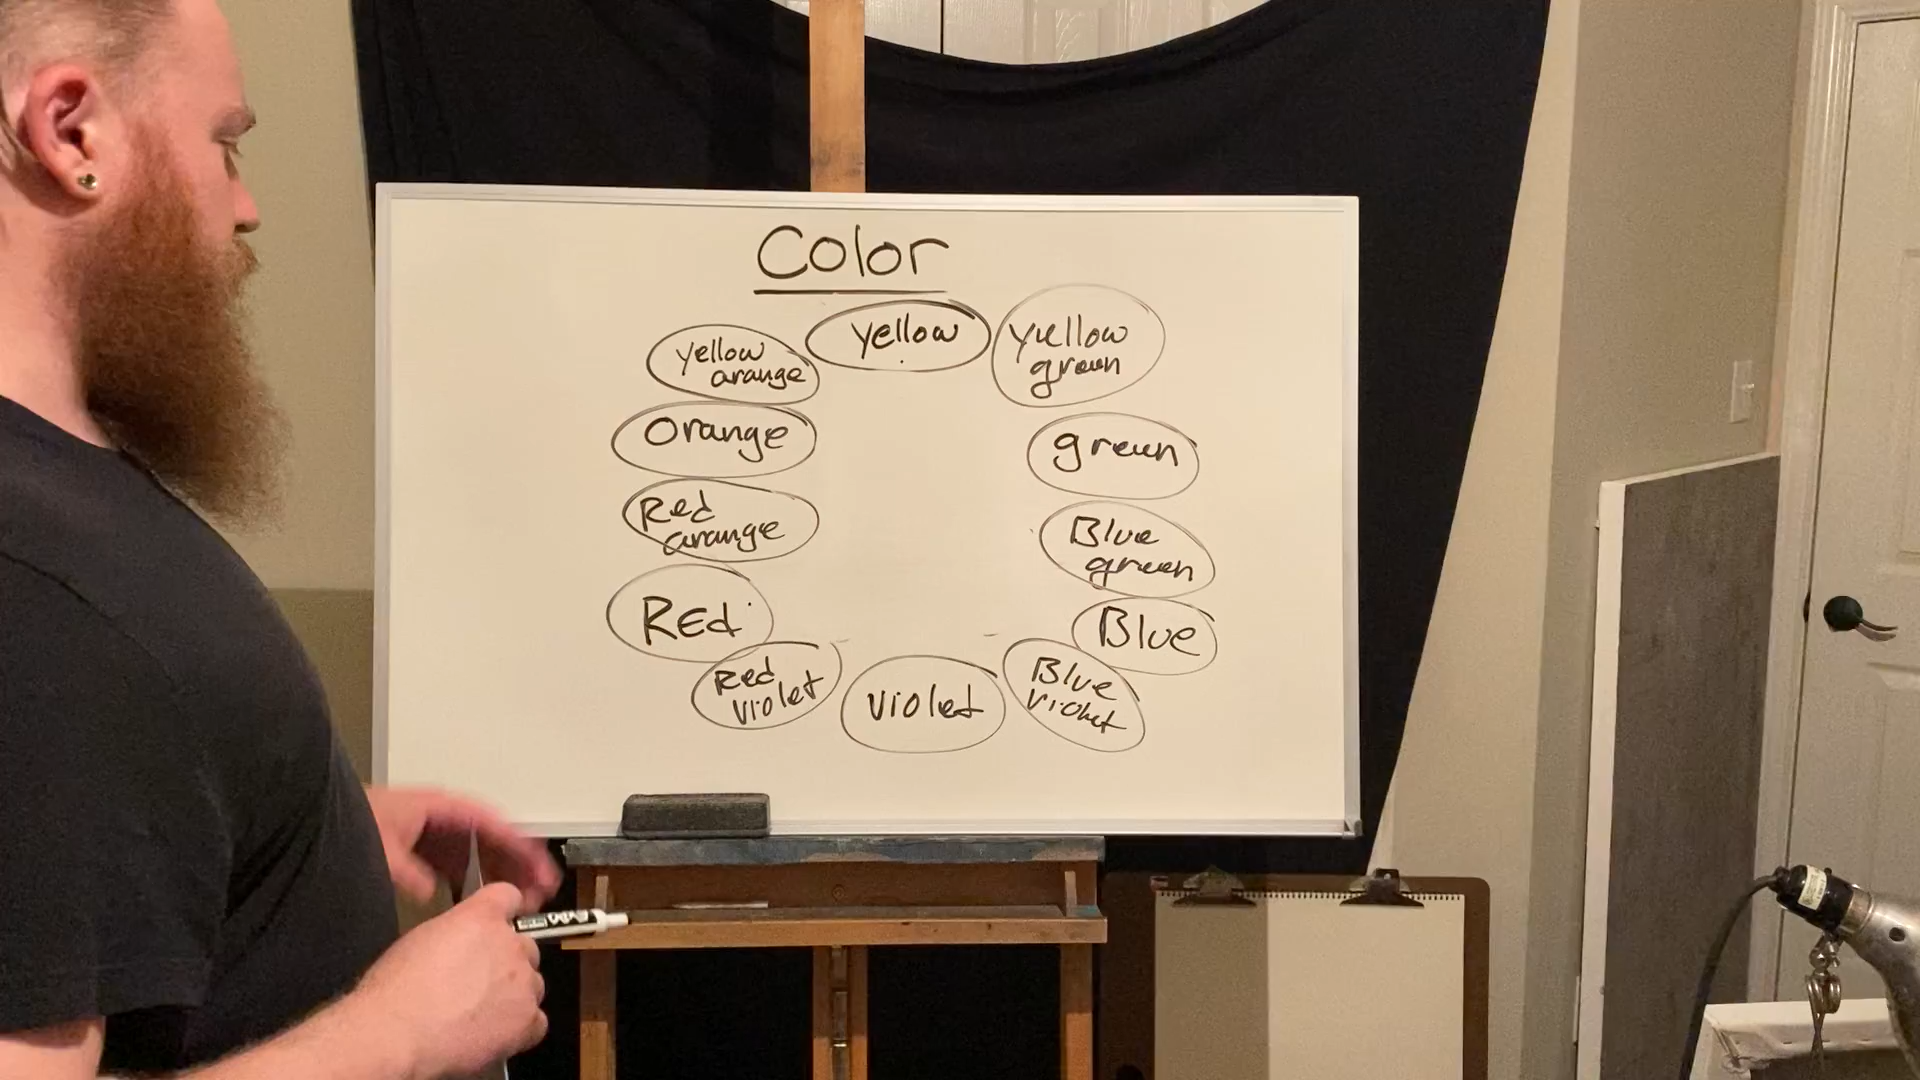 Color
yellow
yellow
orange
yellow
green
Orange
green
Red
orange
Blue
green
REd
Blue
Red
violet
violet
Blue
violet
EXPO